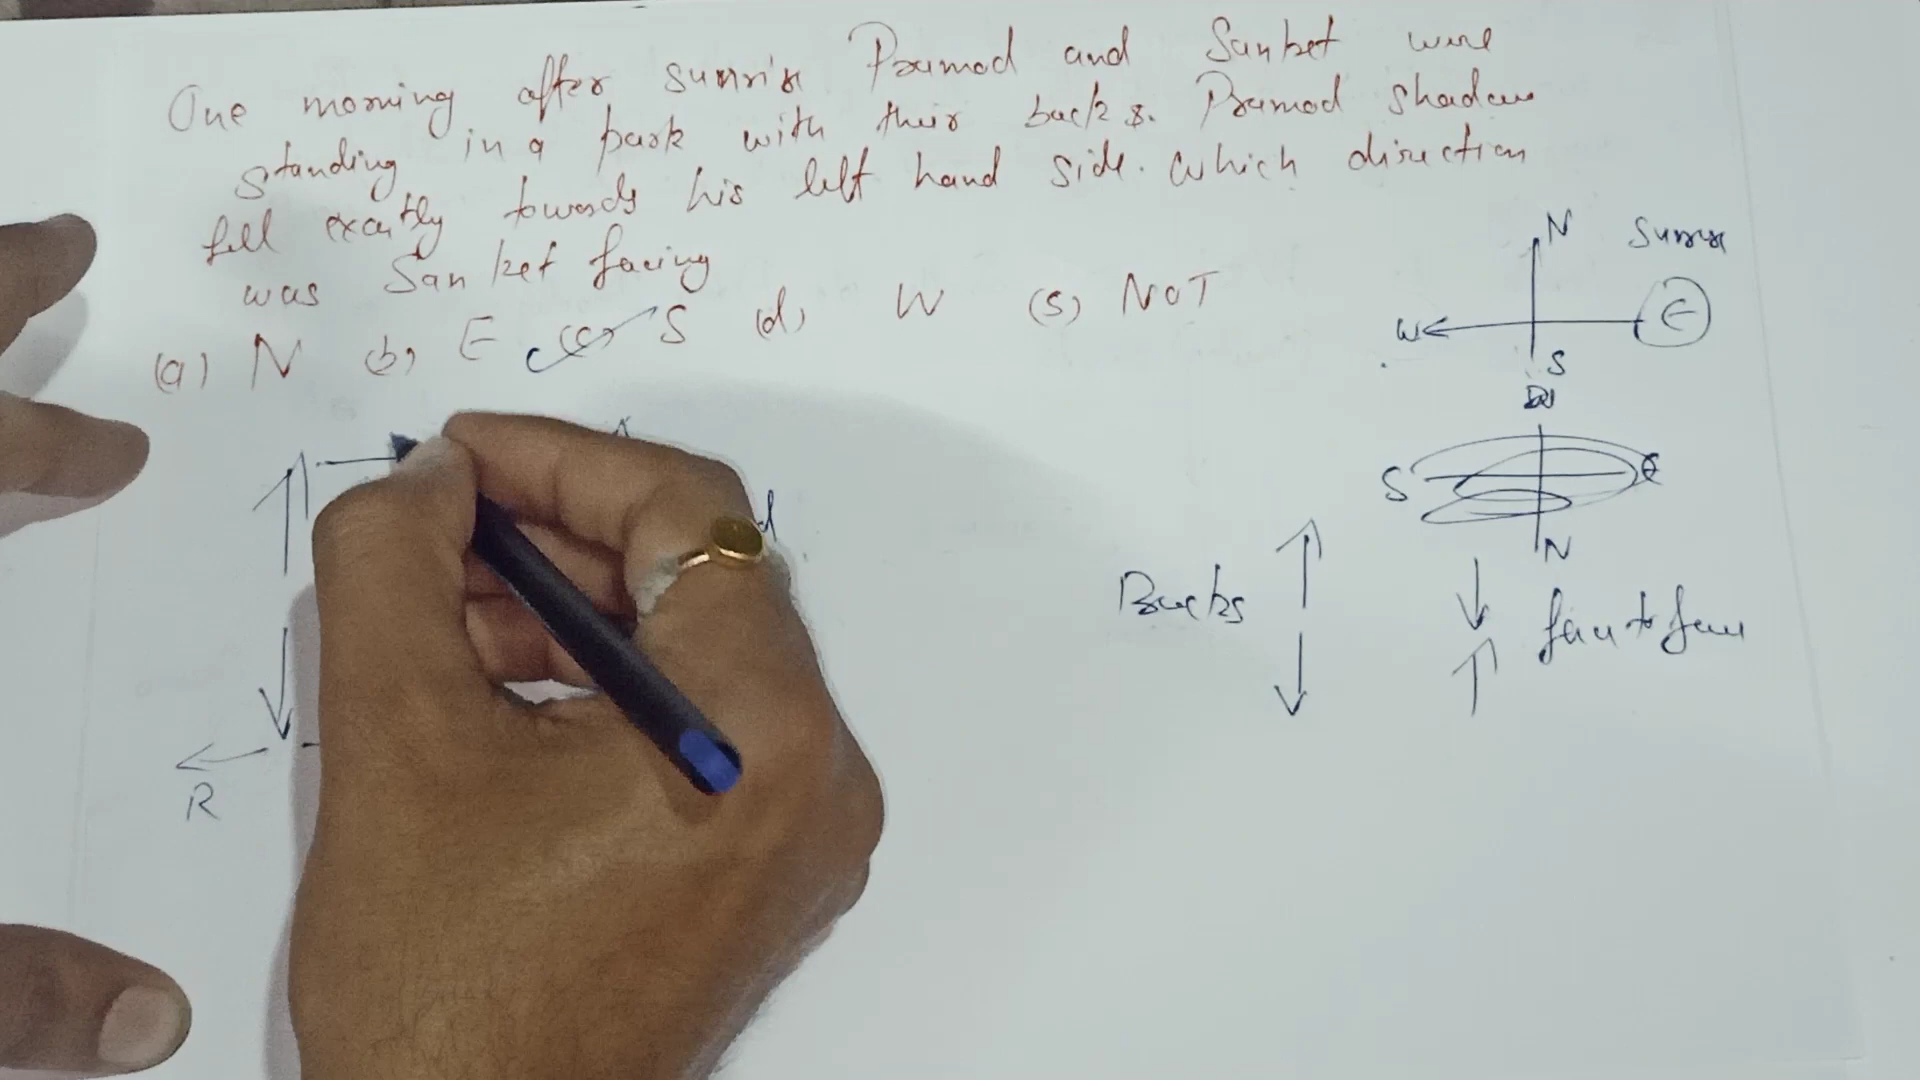 One morning after sunrise Pramod and Sanket were
standing in a park with their backs. Pramod shadow
fell exactly towards his left hand side. Which direction
was Sanket facing
(a) N (b) E (c) S (d) W (S) NOT
N Sunrise
W E
S
S
N
Backs face to face
R
d